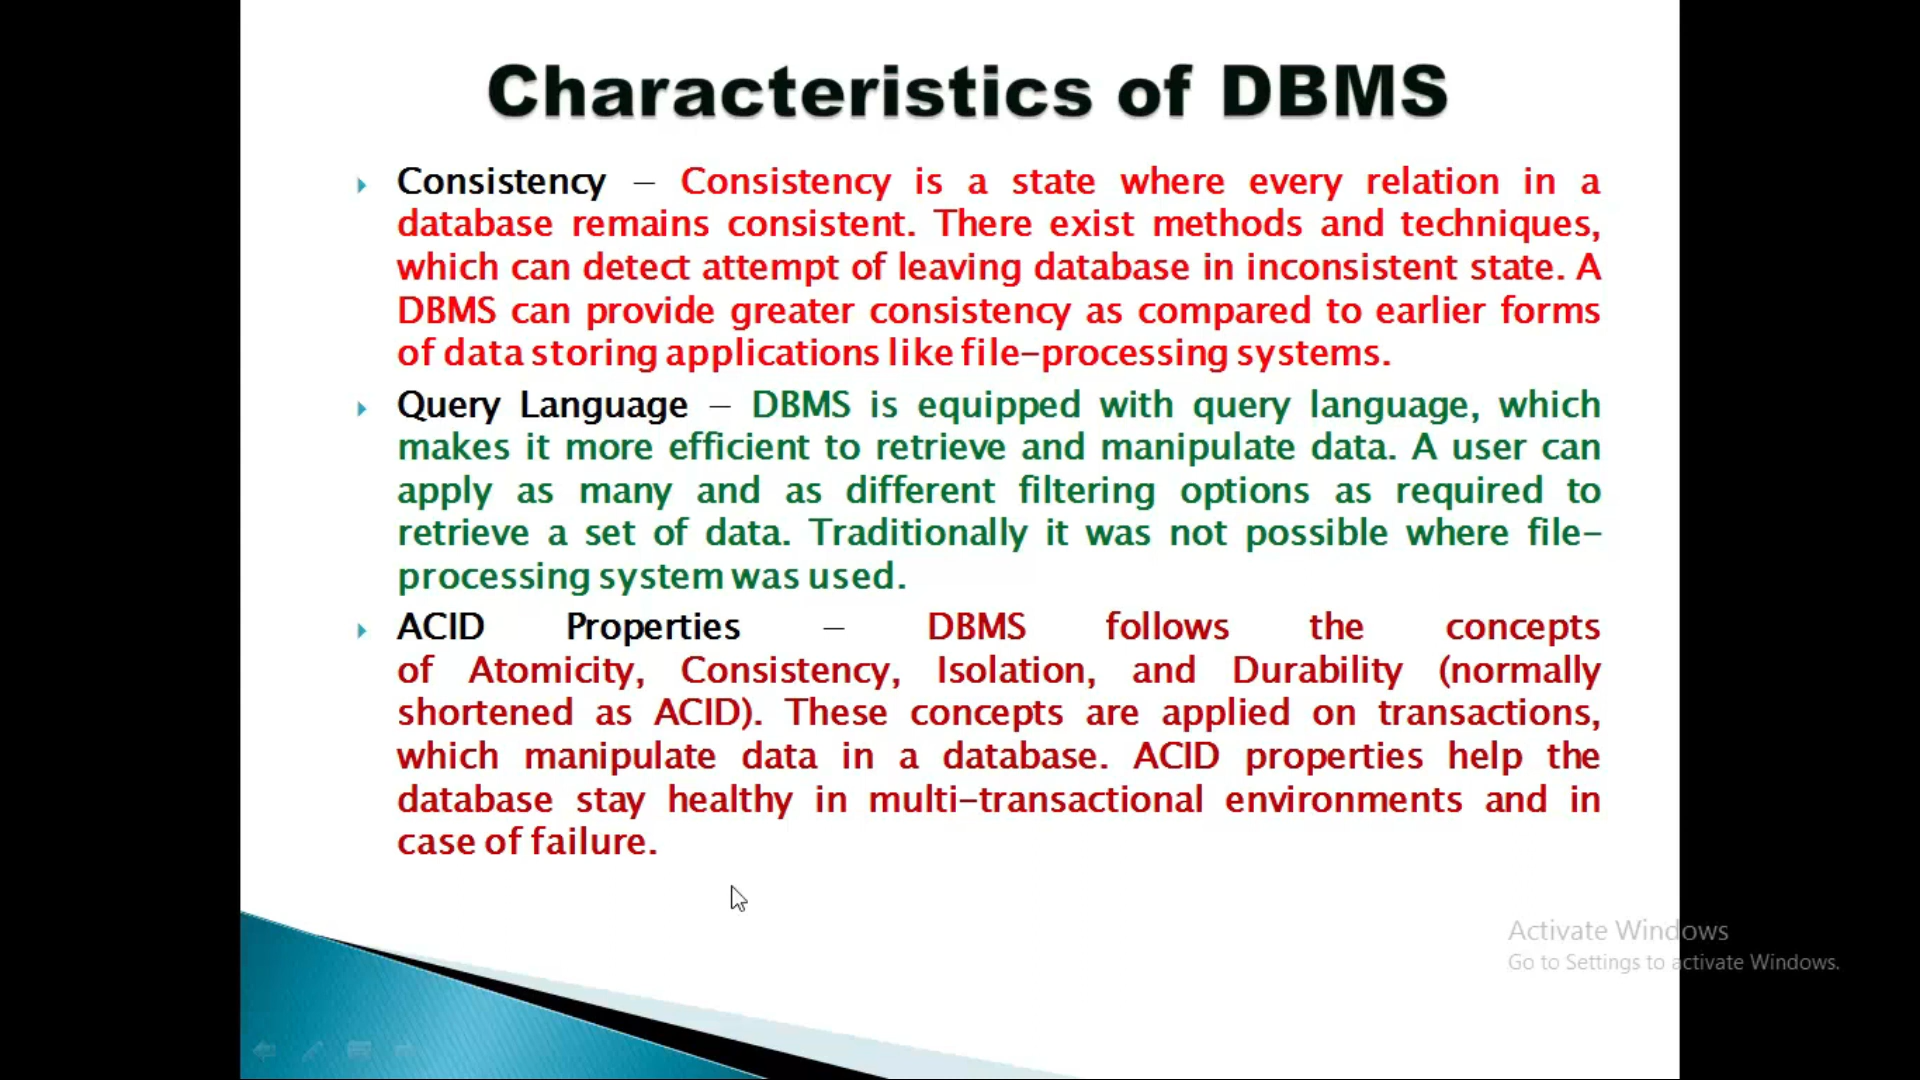 Characteristics of DBMS
Consistency – Consistency is a state where every relation in a
database remains consistent. There exist methods and techniques,
which can detect attempt of leaving database in inconsistent state. A
DBMS can provide greater consistency as compared to earlier forms
of data storing applications like file-processing systems.
Query Language – DBMS is equipped with query language, which
makes it more efficient to retrieve and manipulate data. A user can
apply as many and as different filtering options as required to
retrieve a set of data. Traditionally it was not possible where file-
processing system was used.
ACID Properties – DBMS follows the concepts
of Atomicity, Consistency, Isolation, and Durability (normally
shortened as ACID). These concepts are applied on transactions,
which manipulate data in a database. ACID properties help the
database stay healthy in multi-transactional environments and in
case of failure.
Activate Windows
Go to Settings to activate Windows.